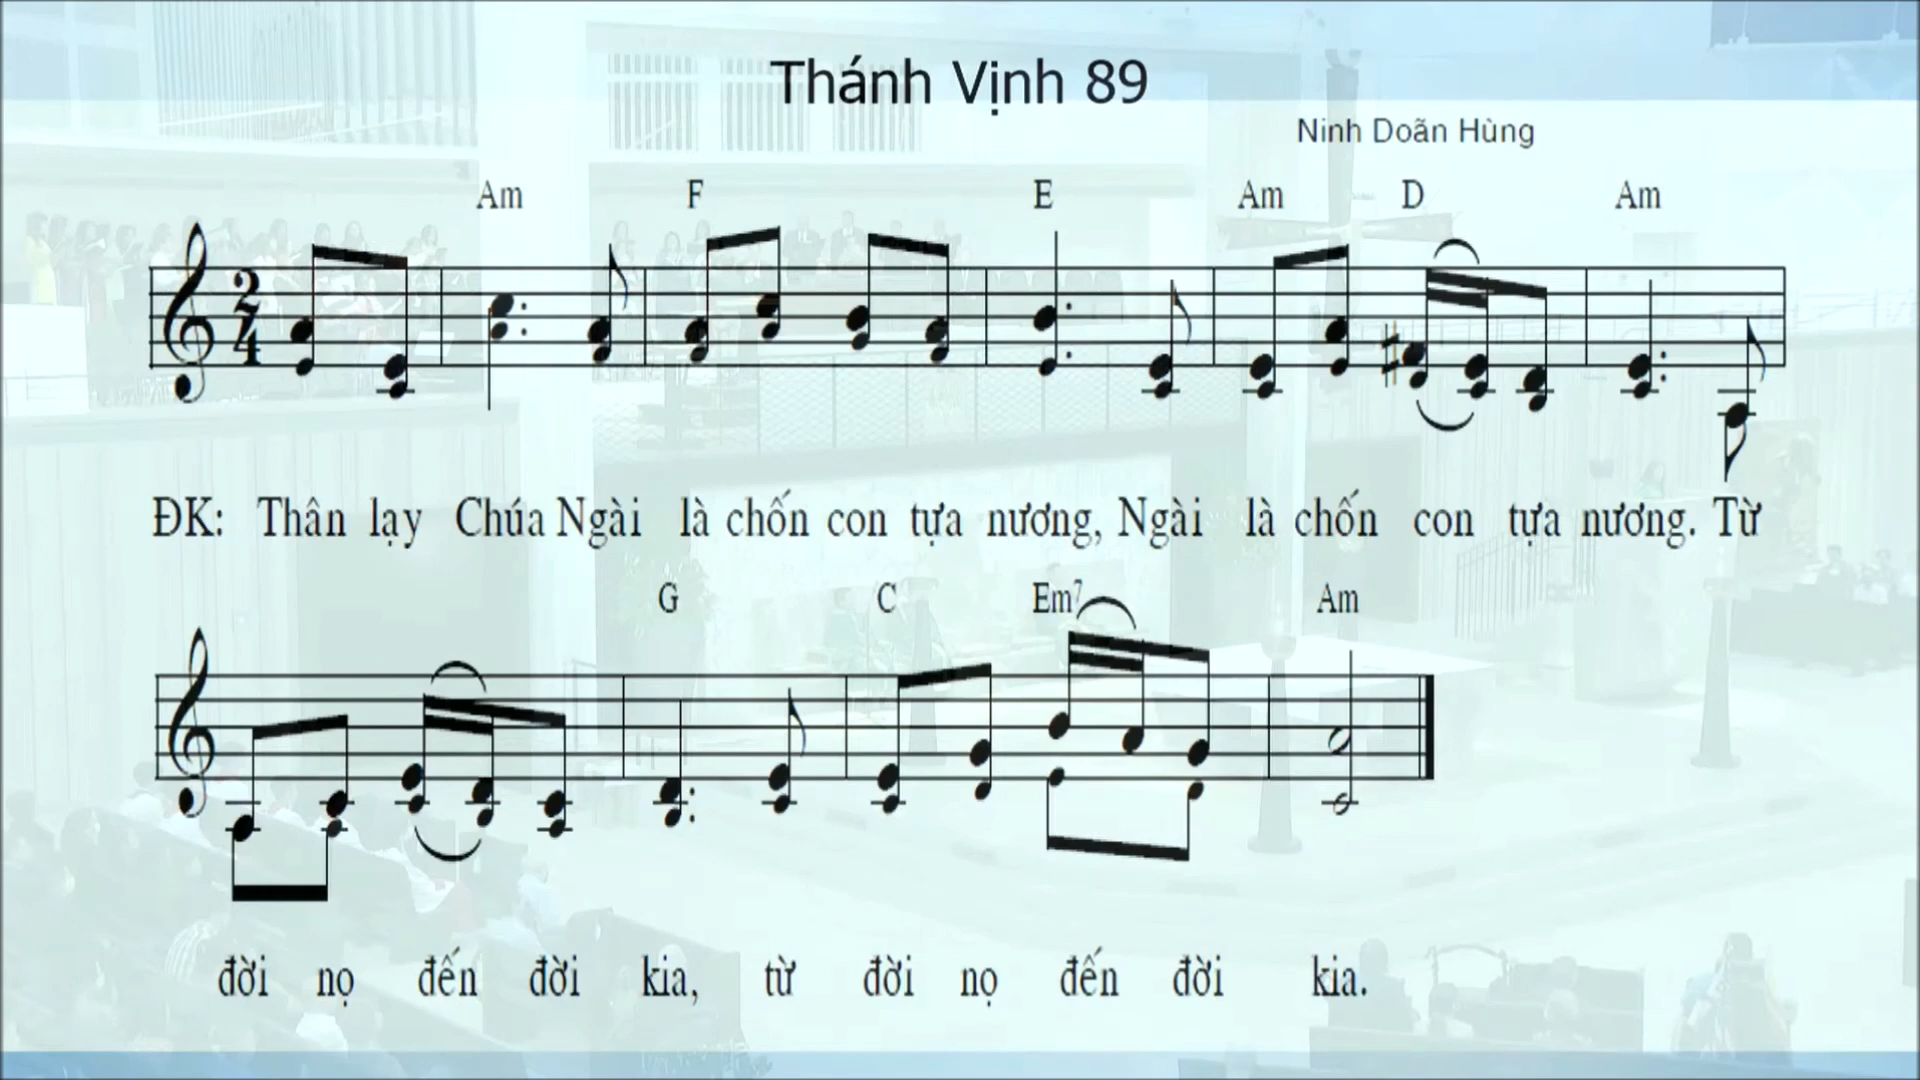 Thánh Vịnh 89
Ninh Doãn Hùng
Am F E Am D Am
2
4
ĐK: Thân lạy Chúa Ngài là chốn con tựa nương, Ngài là chốn con tựa nương. Từ
G C Em7 Am
đời nọ đến đời kia, từ đời nọ đến đời kia.